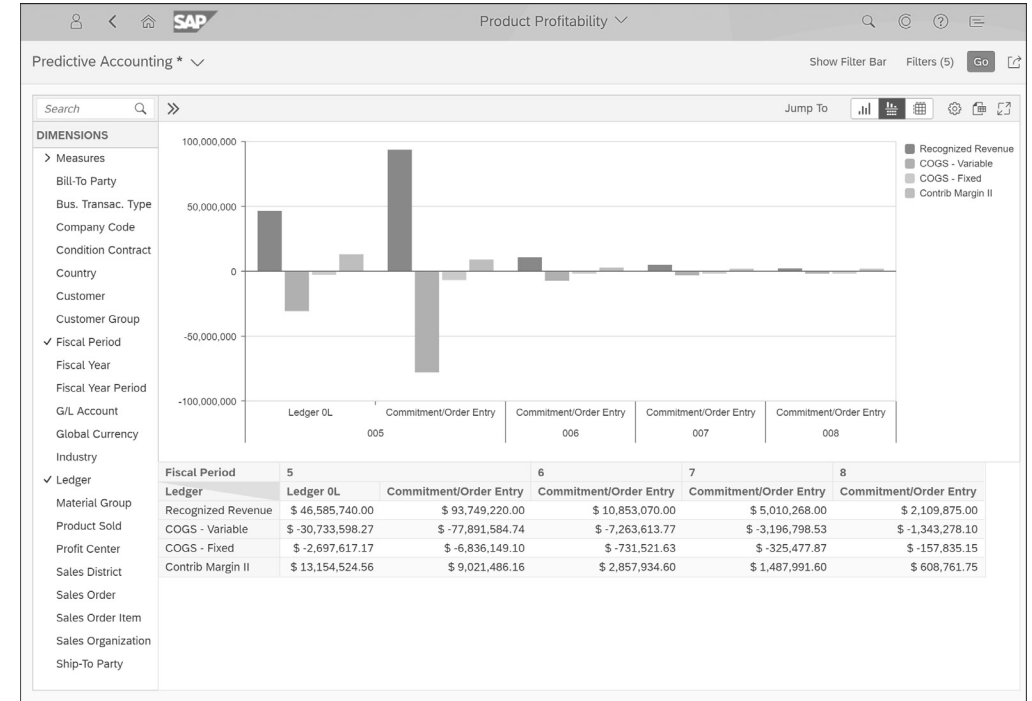 SAP
Product Profitability
Predictive Accounting *
Show Filter Bar Filters (5) Go
Search
Jump To
DIMENSIONS
Measures
Bill-To Party
Bus. Transac. Type
Company Code
Condition Contract
Country
Customer
Customer Group
Fiscal Period
Fiscal Year
Fiscal Year Period
G/L Account
Global Currency
Industry
Ledger
Material Group
Product Sold
Profit Center
Sales District
Sales Order
Sales Order Item
Sales Organization
Ship-To Party
100,000,000
50,000,000
0
-50,000,000
-100,000,000
Recognized Revenue
COGS - Variable
COGS - Fixed
Contrib Margin II
Ledger 0L Commitment/Order Entry Commitment/Order Entry Commitment/Order Entry Commitment/Order Entry
005 006 007 008
Fiscal Period 5 6 7 8
Ledger Ledger 0L Commitment/Order Entry Commitment/Order Entry Commitment/Order Entry Commitment/Order Entry
Recognized Revenue $ 46,585,740.00 $ 93,749,220.00 $ 10,853,070.00 $ 5,010,268.00 $ 2,109,875.00
COGS - Variable $ -30,733,598.27 $ -77,891,584.74 $ -7,263,613.77 $ -3,196,798.53 $ -1,343,278.10
COGS - Fixed $ -2,697,617.17 $ -6,836,149.10 $ -731,521.63 $ -325,477.87 $ -157,835.15
Contrib Margin II $ 13,154,524.56 $ 9,021,486.16 $ 2,857,934.60 $ 1,487,991.60 $ 608,761.75